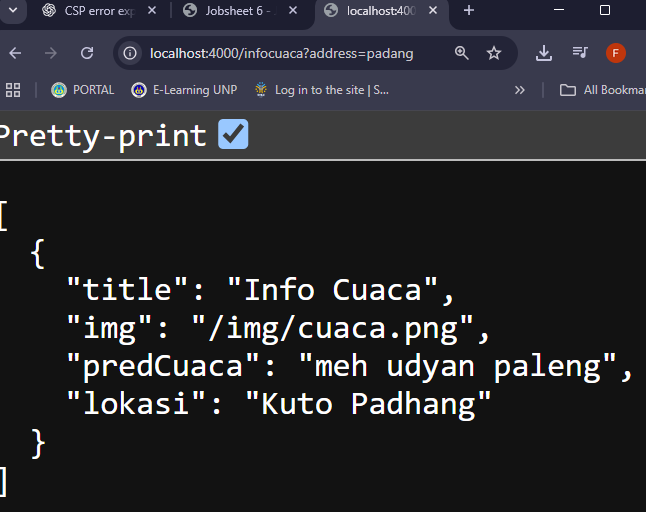 CSP error exp
Jobsheet 6 -
localhost:400
localhost:4000/infocuaca?address=padang
F
PORTAL
E-Learning UNP
Log in to the site | S...
All Bookmar
Pretty-print
[
{
"title": "Info Cuaca",
"img": "/img/cuaca.png",
"predCuaca": "meh udyan paleng",
"lokasi": "Kuto Padhang"
}
]